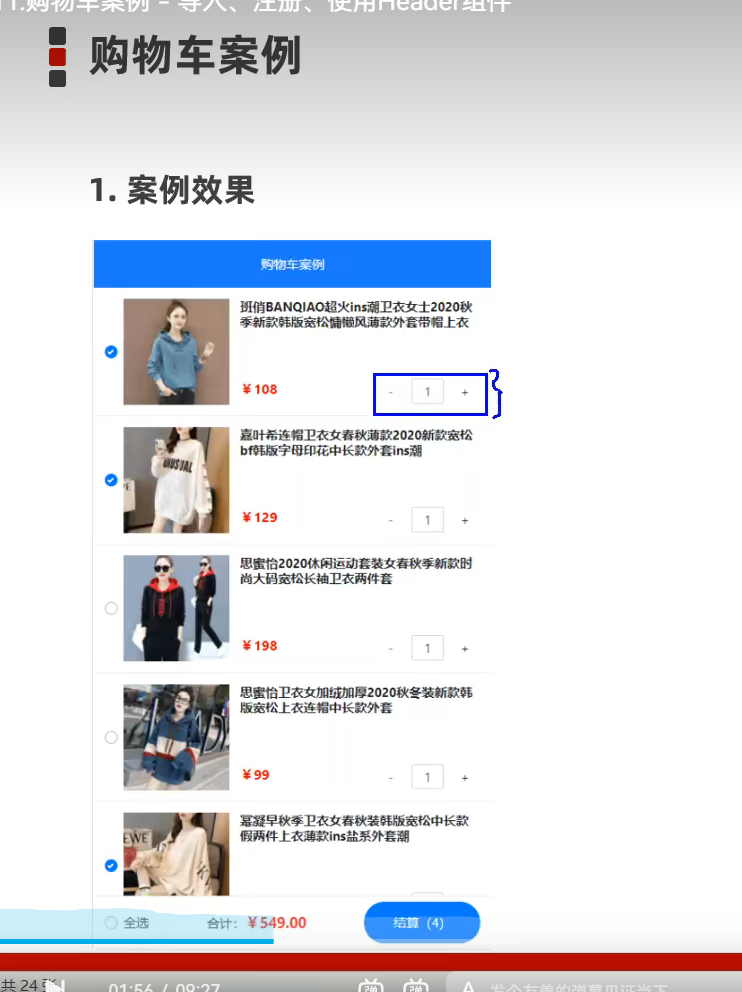 11.购物车案例 - 导入、注册、使用Header组件
购物车案例
1. 案例效果
购物车案例
班俏BANQIAO超火ins潮卫衣女士2020秋
季新款韩版宽松慵懒风薄款外套带帽上衣
￥108
- 1 +
嘉叶希连帽卫衣女春秋薄款2020新款宽松
bf韩版字母印花中长款外套ins潮
￥129
- 1 +
思蜜怡2020休闲运动套装女春秋季新款时
尚大码宽松长袖卫衣两件套
￥198
- 1 +
思蜜怡卫衣女加绒加厚2020秋冬装新款韩
版宽松上衣连帽中长款外套
￥99
- 1 +
幂凝早秋季卫衣女春秋装韩版宽松中长款
假两件上衣薄款ins盐系外套潮
全选 合计：￥549.00 结算（4）
共 24 张
01:56 / 09:27 弹 弹 A 发个友善的弹幕见证当下